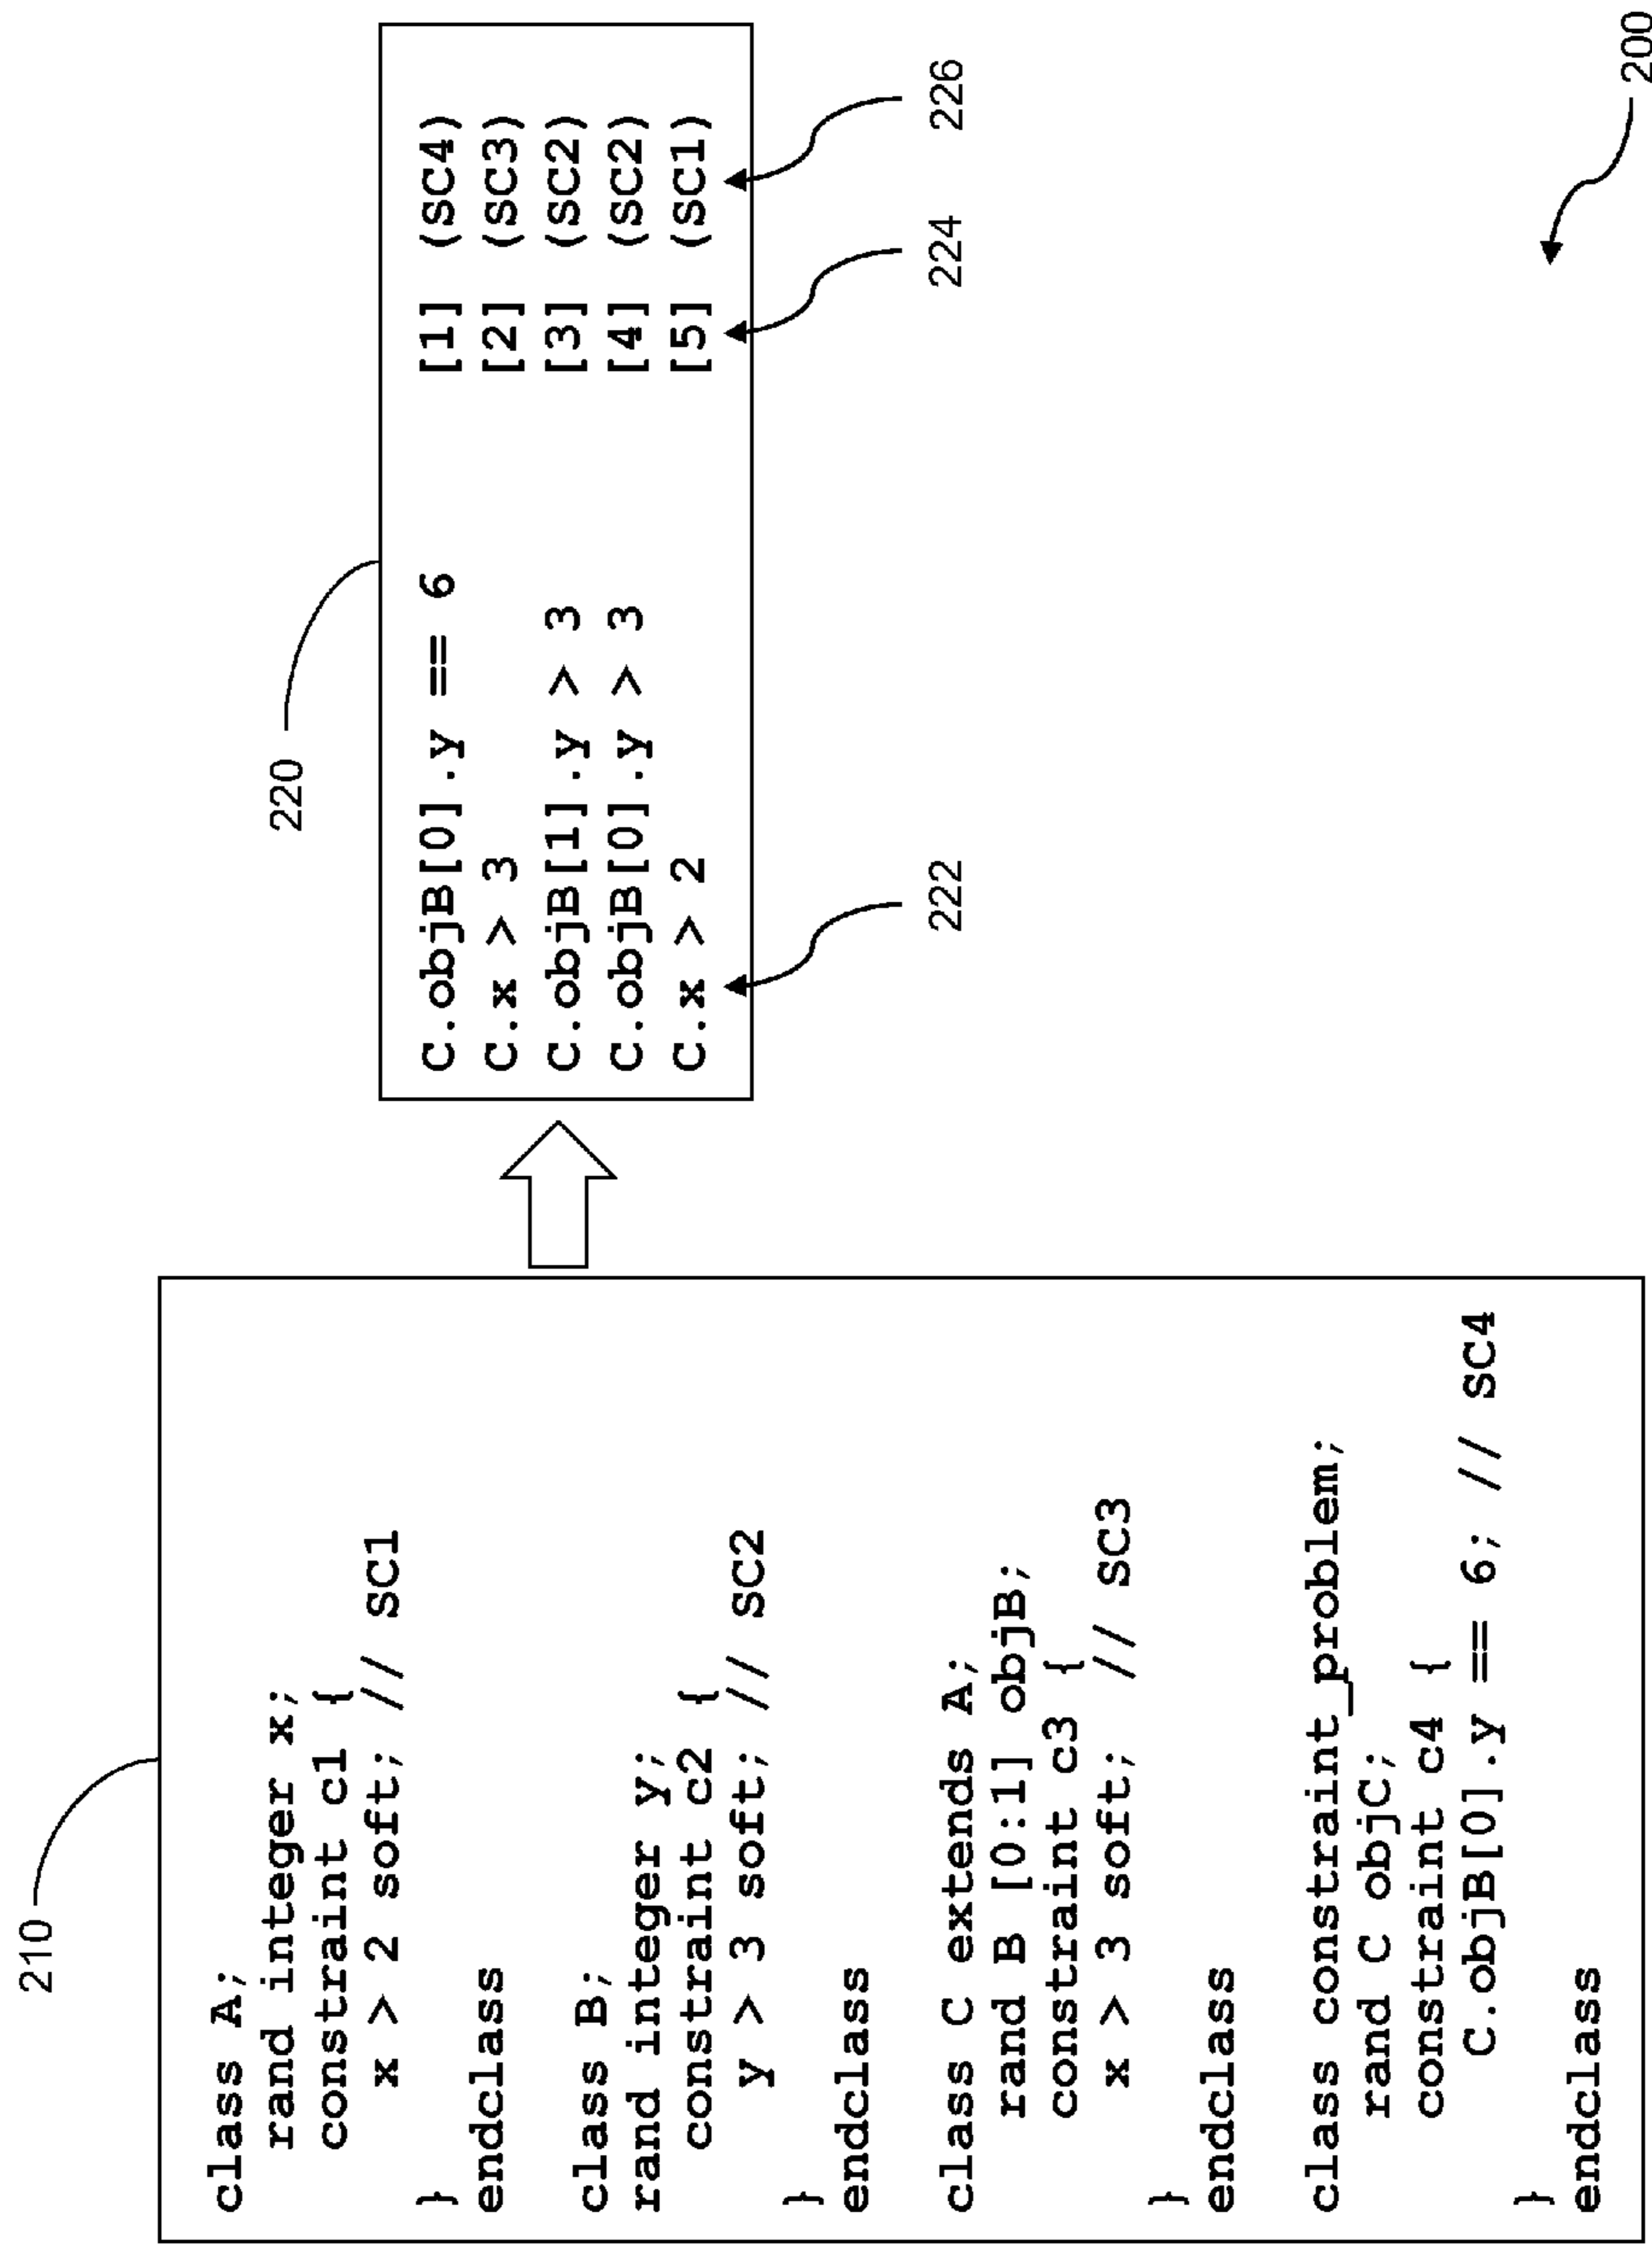 210
class A;
rand integer x;
constraint c1 {
x > 2 soft; // SC1
}
endclass
class B;
rand integer y;
constraint c2 {
y > 3 soft; // SC2
}
endclass
class C extends A;
rand B [0:1] objB;
constraint c3 {
x > 3 soft; // SC3
}
endclass
class constraint_problem;
rand C objC;
constraint c4 {
C.objB[0].y == 6; // SC4
}
endclass
220
C.objB[0].y == 6 [1] (SC4)
C.x > 3 [2] (SC3)
C.objB[1].y > 3 [3] (SC2)
C.objB[0].y > 3 [4] (SC2)
C.x > 2 [5] (SC1)
222
224
226
200